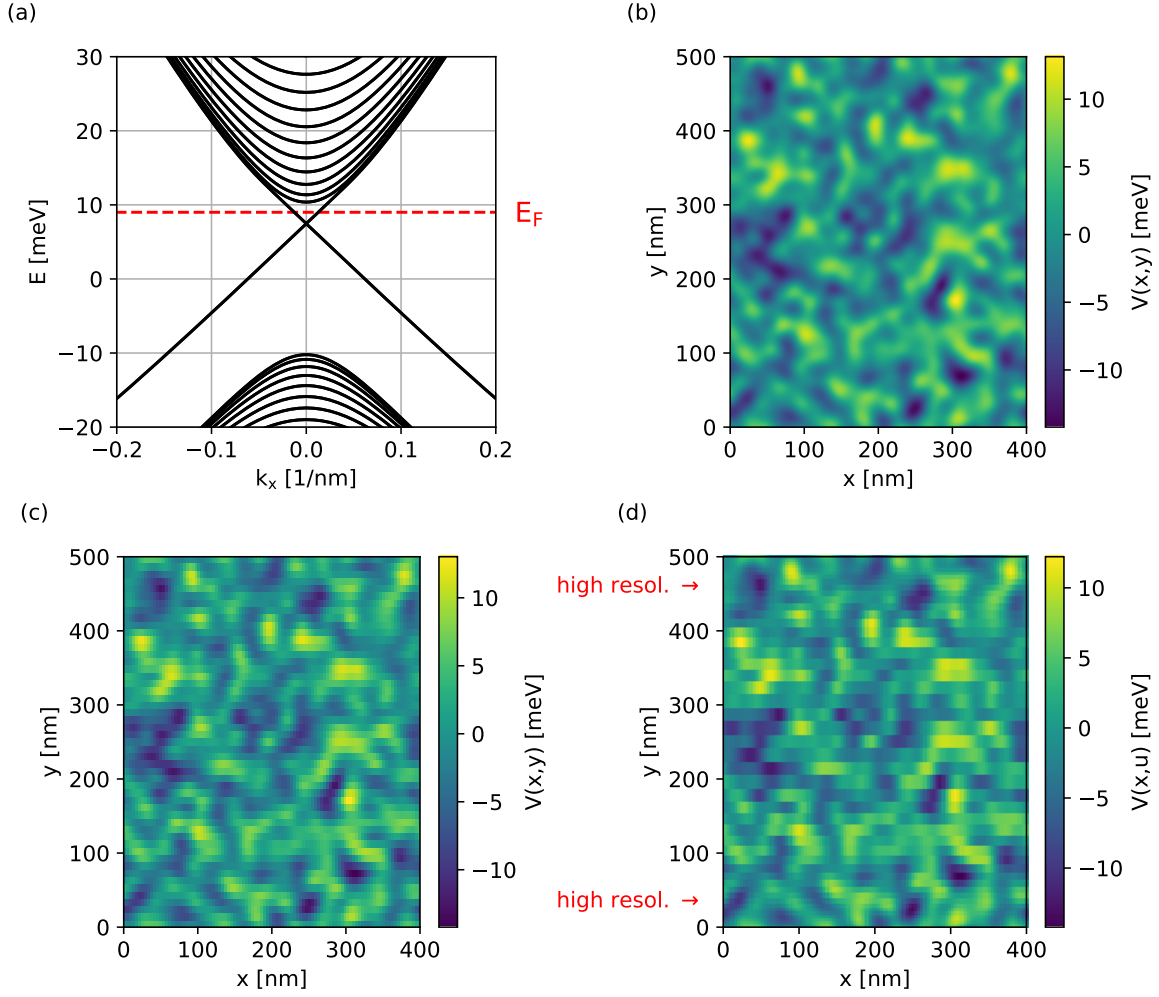 (a)
30
20
10
0
−10
−20
E [meV]
−0.2 −0.1 0.0 0.1 0.2
k_x [1/nm]
E_F
(b)
500
400
300
200
100
0
y [nm]
0 100 200 300 400
x [nm]
10
5
0
−5
−10
V(x,y) [meV]
(c)
500
400
300
200
100
0
y [nm]
0 100 200 300 400
x [nm]
10
5
0
−5
−10
V(x,y) [meV]
(d)
high resol. →
high resol. →
500
400
300
200
100
0
y [nm]
0 100 200 300 400
x [nm]
10
5
0
−5
−10
V(x,u) [meV]